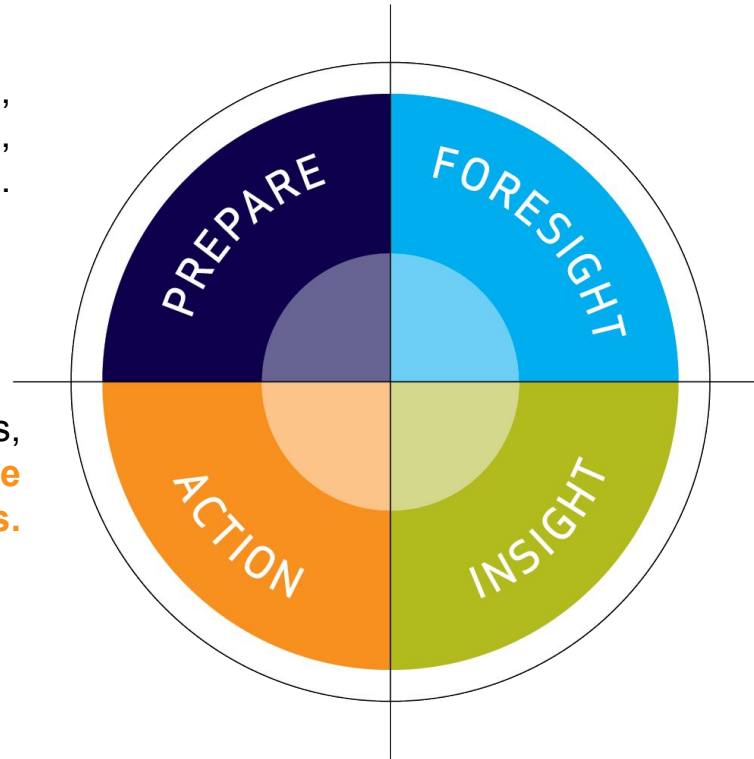 ,
,
.
PREPARE
FORESIGHT
s,
e
s.
ACTION
INSIGHT